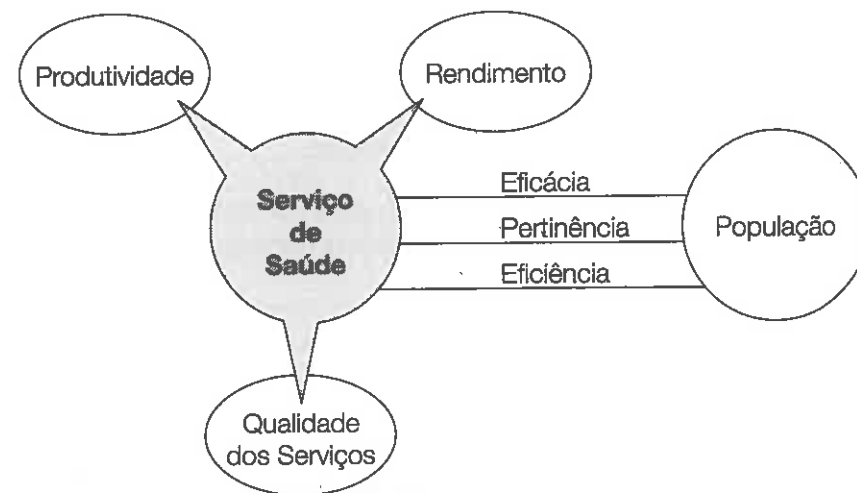 Produtividade
Rendimento
Serviço
de
Saúde
Eficácia
Pertinência
Eficiência
População
Qualidade
dos Serviços